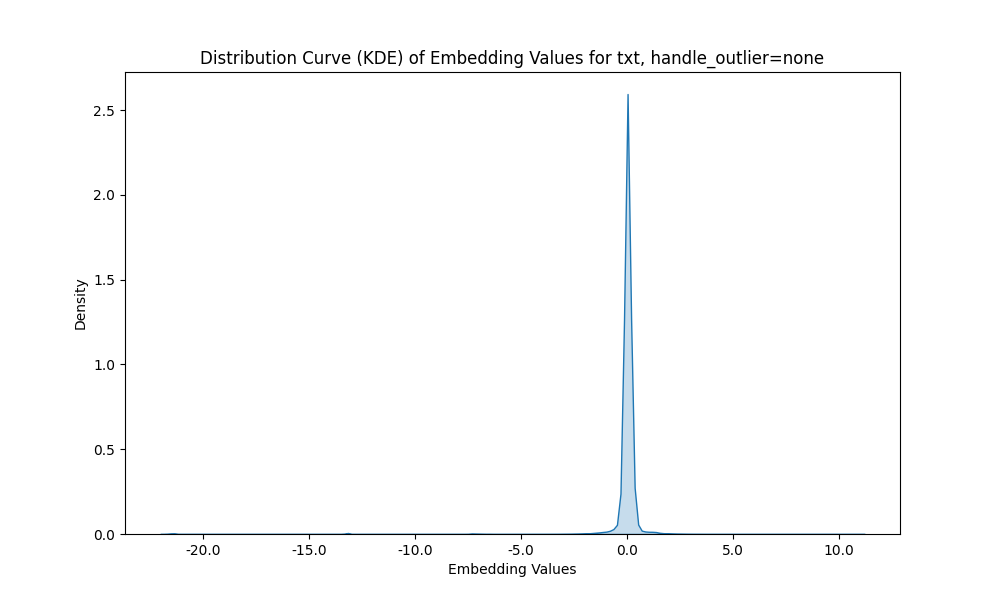 Distribution Curve (KDE) of Embedding Values for txt, handle_outlier=none
2.5
2.0
1.5
1.0
0.5
0.0
Density
-20.0 -15.0 -10.0 -5.0 0.0 5.0 10.0
Embedding Values